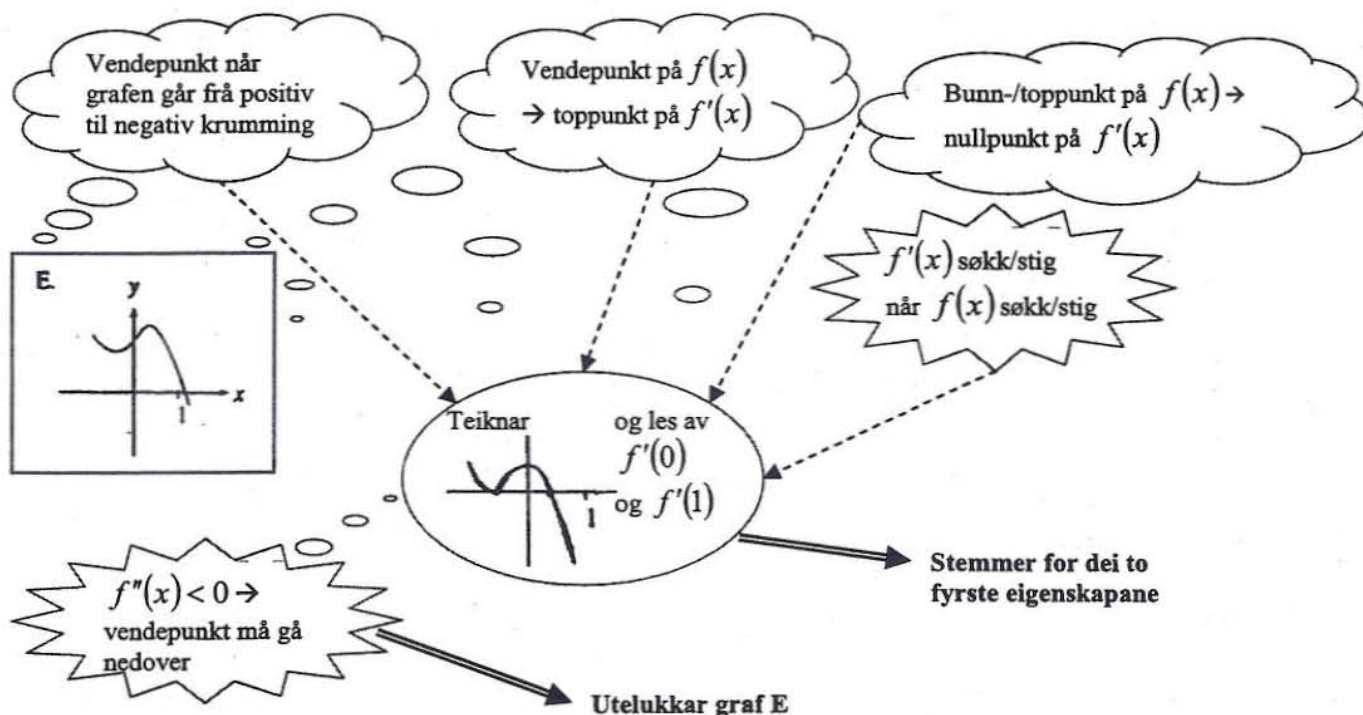 Vendepunkt når
grafen går frå positiv
til negativ krumming
Vendepunkt på f(x)
→ toppunkt på f'(x)
Bunn-/toppunkt på f(x) →
nullpunkt på f'(x)
f'(x) søkk/stig
når f(x) søkk/stig
E.
y
x
1
Teiknar
og les av
f'(0)
og f'(1)
1
Stemmer for dei to
fyrste eigenskapane
f"(x) < 0 →
vendepunkt må gå
nedover
Utelukkar graf E